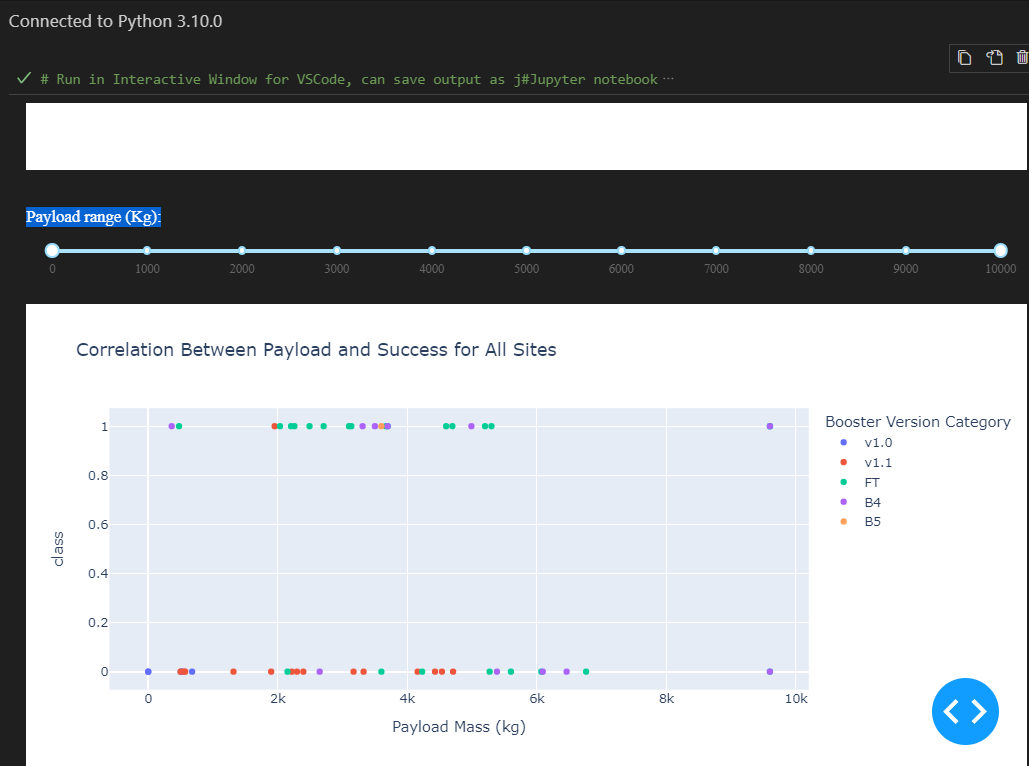 Connected to Python 3.10.0
# Run in Interactive Window for VSCode, can save output as j#Jupyter notebook ···
Payload range (Kg):
0 1000 2000 3000 4000 5000 6000 7000 8000 9000 10000
Correlation Between Payload and Success for All Sites
1
0.8
0.6
0.4
0.2
0
class
0 2k 4k 6k 8k 10k
Payload Mass (kg)
Booster Version Category
v1.0
v1.1
FT
B4
B5